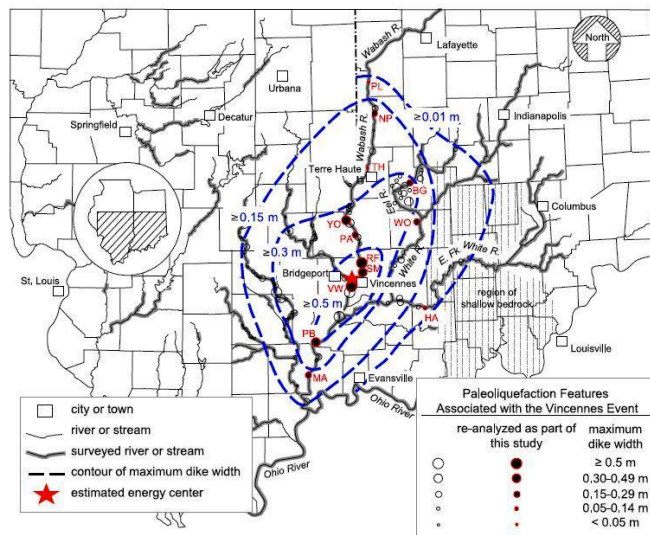 North
Wabash R.
Lafayette
Urbana
PL
≥0.01 m
NP
Indianapolis
Decatur
Springfield
Wabash R.
TH
Terre Haute
BG
Eel R.
Columbus
≥0.15 m
YO
WO
PA
≥0.3 m
White R.
E. Fk. White R.
RF
SM
Bridgeport
St. Louis
Vincennes
VW
region of
shallow bedrock
≥0.5 m
HA
PB
Louisville
MA
Evansville
Ohio River
Ohio River
city or town
river or stream
surveyed river or stream
contour of maximum dike width
estimated energy center
Paleoliquefaction Features
Associated with the Vincennes Event
re-analyzed as part of
this study
maximum
dike width
≥ 0.5 m
0.30-0.49 m
0.15-0.29 m
0.05-0.14 m
< 0.05 m